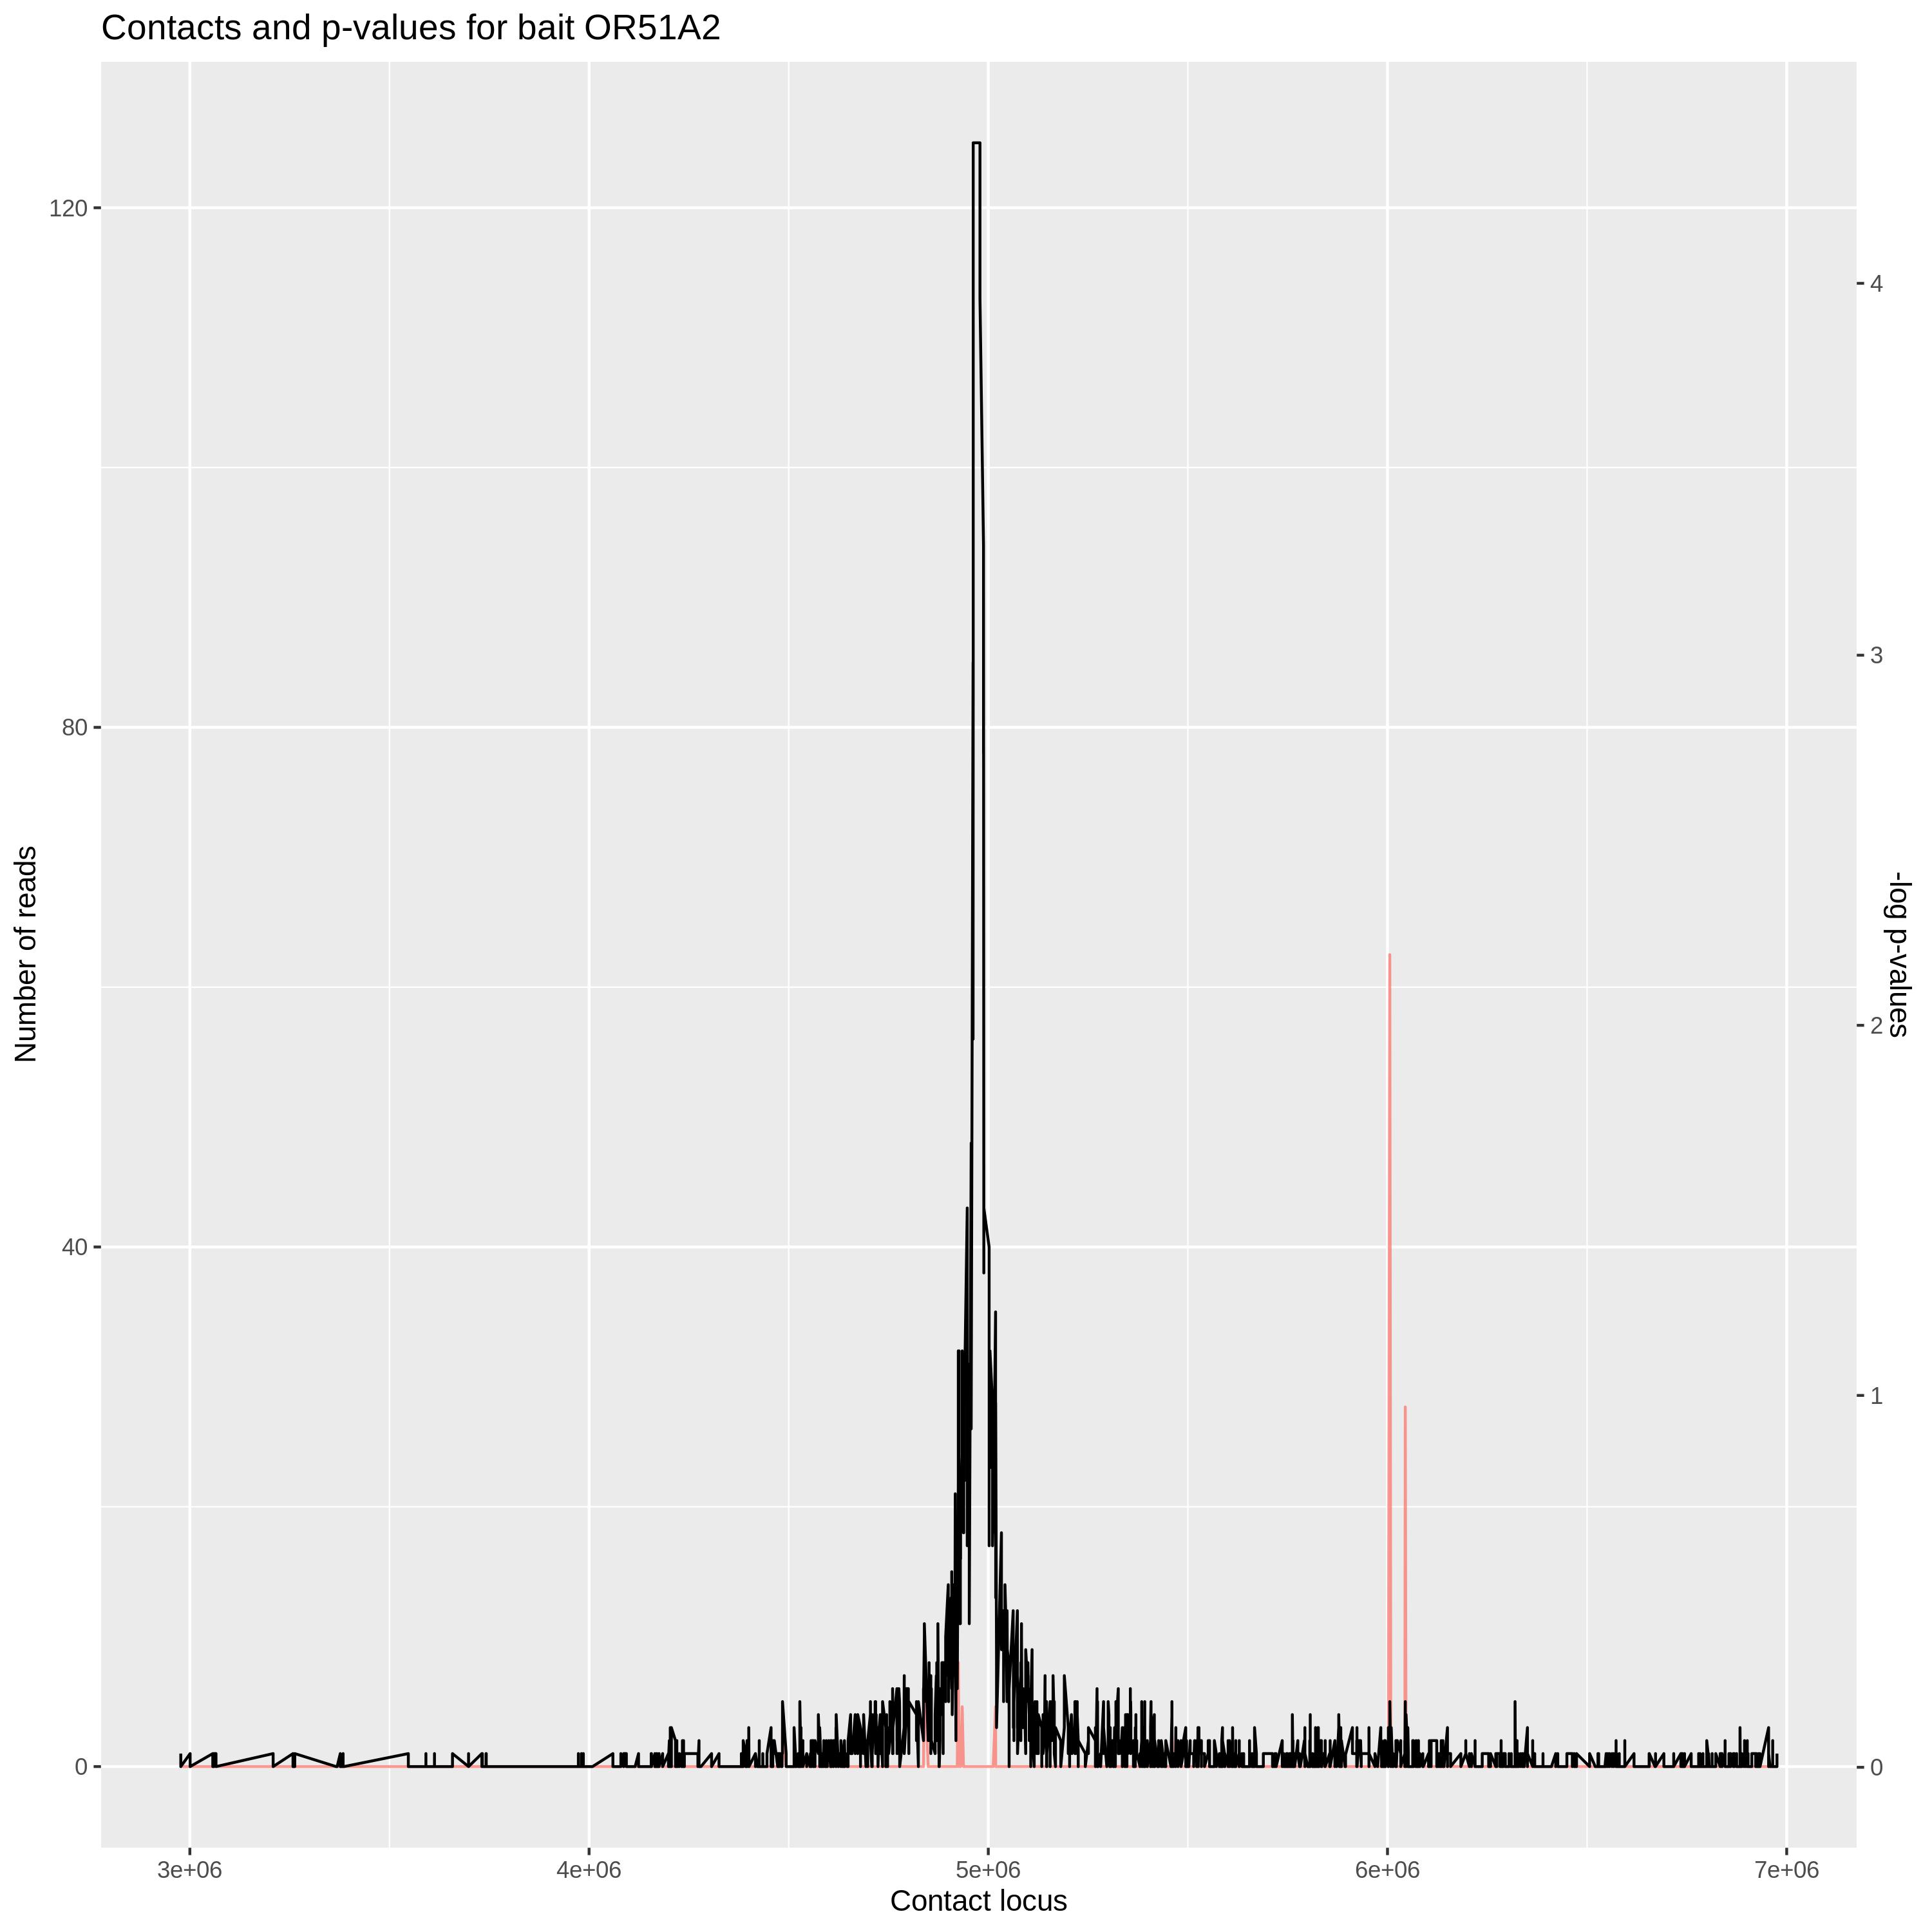 Contacts and p-values for bait OR51A2
120
80
40
0
Number of reads
4
3
2
1
0
-log p-values
3e+06
4e+06
5e+06
6e+06
7e+06
Contact locus